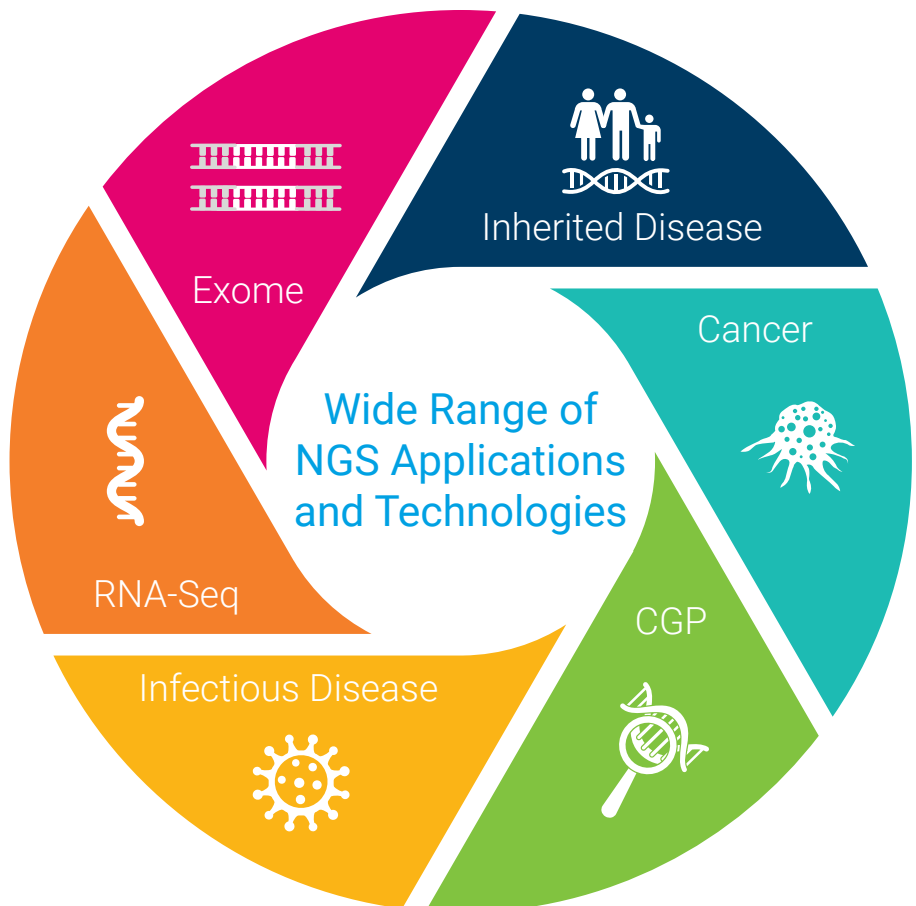 Inherited Disease
Exome
Cancer
Wide Range of
NGS Applications
and Technologies
RNA-Seq
CGP
Infectious Disease